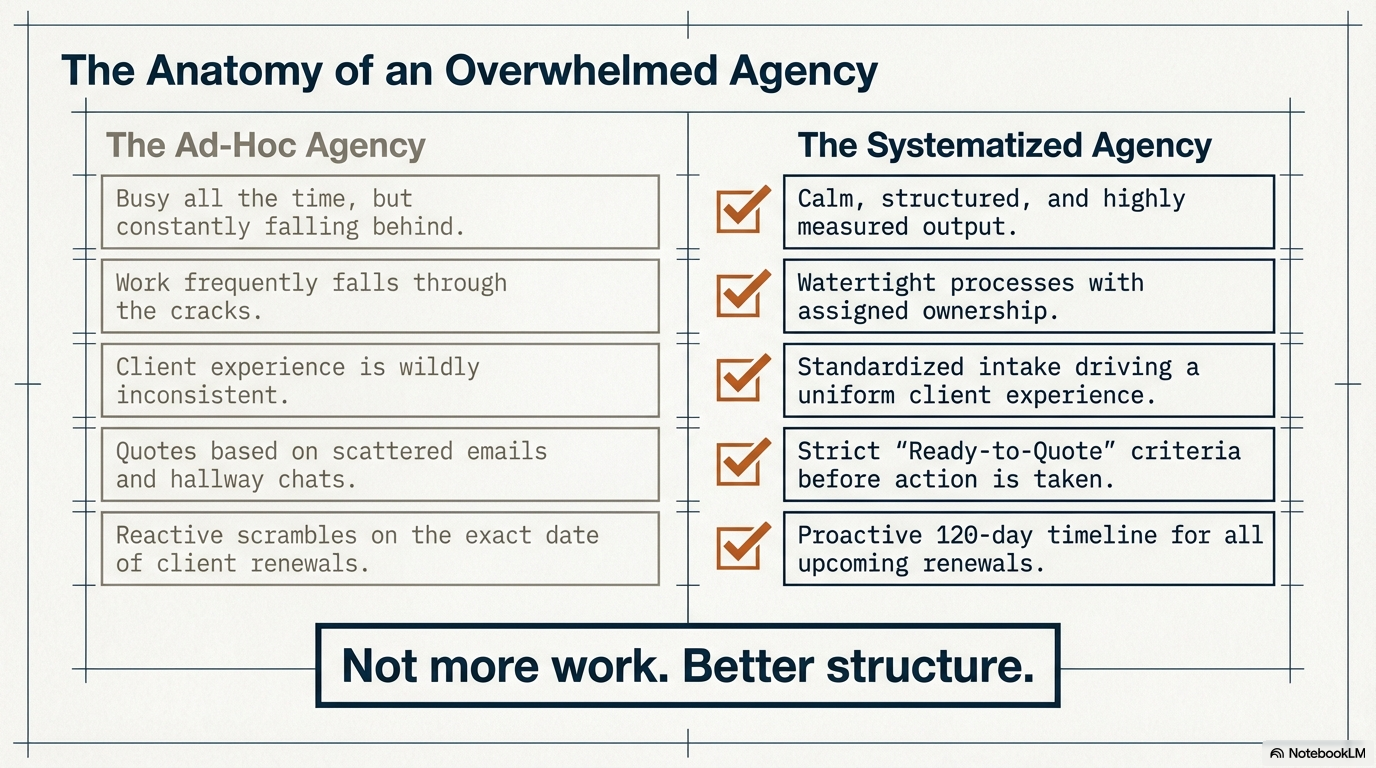 The Anatomy of an Overwhelmed Agency
The Ad-Hoc Agency
Busy all the time, but
constantly falling behind.
Work frequently falls through
the cracks.
Client experience is wildly
inconsistent.
Quotes based on scattered emails
and hallway chats.
Reactive scrambles on the exact date
of client renewals.
The Systematized Agency
Calm, structured, and highly
measured output.
Watertight processes with
assigned ownership.
Standardized intake driving a
uniform client experience.
Strict “Ready-to-Quote” criteria
before action is taken.
Proactive 120-day timeline for all
upcoming renewals.
Not more work. Better structure.
NotebookLM